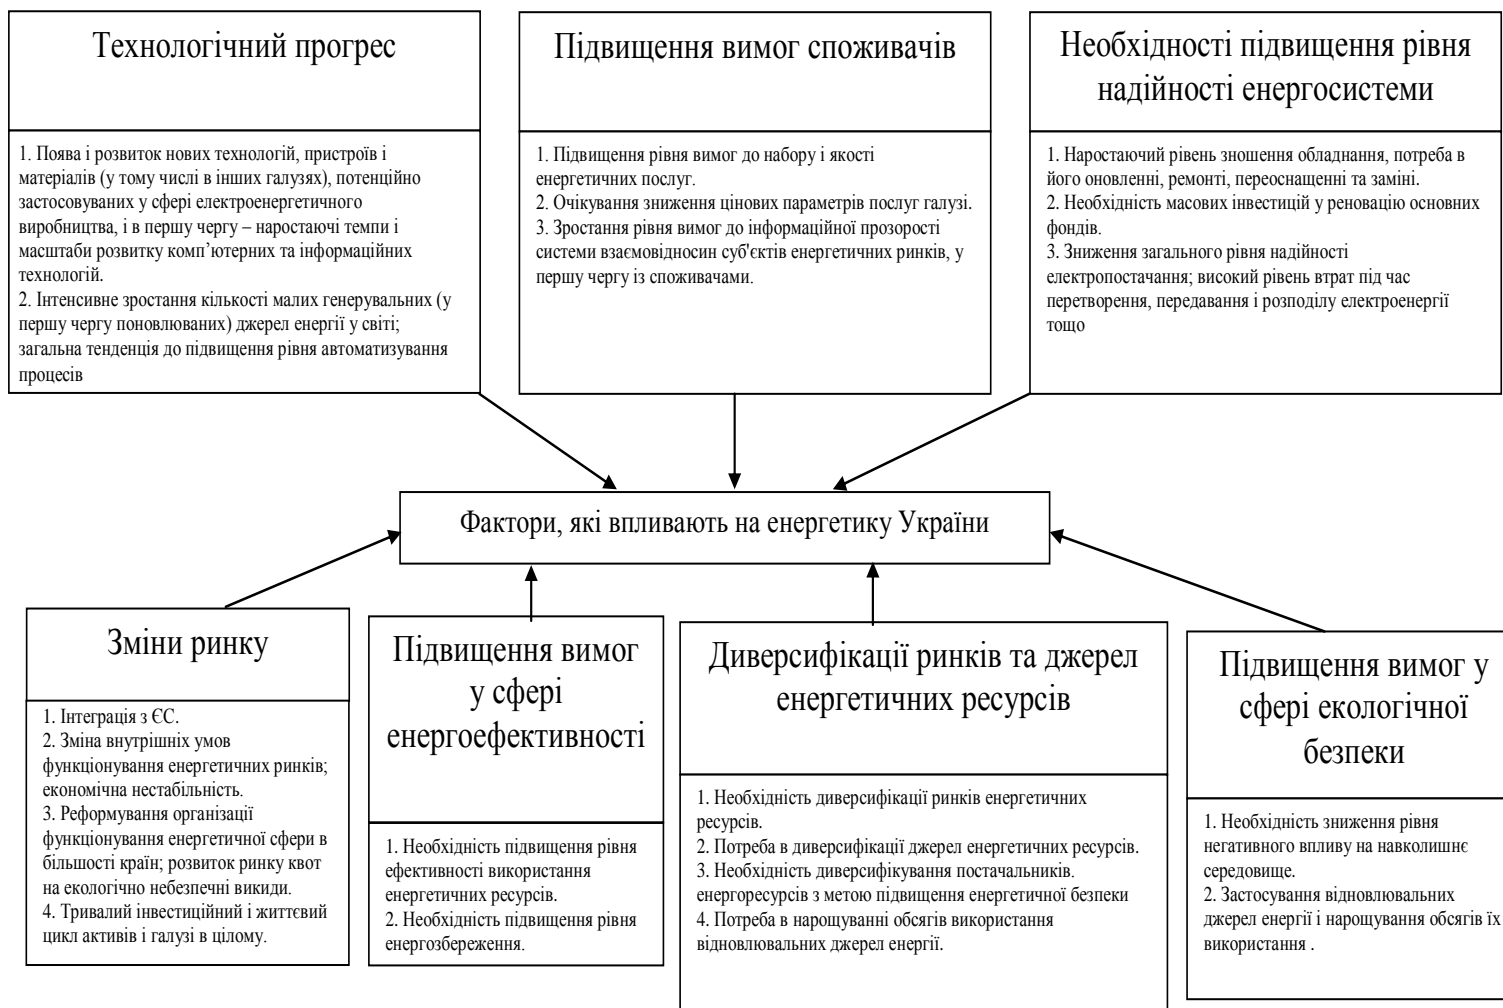 Технологічний прогрес
1. Поява і розвиток нових технологій, пристроїв і
матеріалів (у тому числі в інших галузях), потенційно
застосовуваних у сфері електроенергетичного
виробництва, і в першу чергу – наростаючі темпи і
масштаби розвитку комп’ютерних та інформаційних
технологій.
2. Інтенсивне зростання кількості малих генерувальних (у
першу чергу поновлюваних) джерел енергії у світі;
загальна тенденція до підвищення рівня автоматизування
процесів
Підвищення вимог споживачів
1. Підвищення рівня вимог до набору і якості
енергетичних послуг.
2. Очікування зниження цінових параметрів послуг галузі.
3. Зростання рівня вимог до інформаційної прозорості
системи взаємовідносин суб'єктів енергетичних ринків, у
першу чергу із споживачами.
Необхідності підвищення рівня
надійності енергосистеми
1. Наростаючий рівень зношення обладнання, потреба в
його оновленні, ремонті, переоснащенні та заміні.
2. Необхідність масових інвестицій у реновацію основних
фондів.
3. Зниження загального рівня надійності
електропостачання; високий рівень втрат під час
перетворення, передавання і розподілу електроенергії
тощо
Фактори, які впливають на енергетику України
Зміни ринку
1. Інтеграція з ЄС.
2. Зміна внутрішніх умов
функціонування енергетичних ринків;
економічна нестабільність.
3. Реформування організації
функціонування енергетичної сфери в
більшості країн; розвиток ринку квот
на екологічно небезпечні викиди.
4. Тривалий інвестиційний і життєвий
цикл активів і галузі в цілому.
Підвищення вимог
у сфері
енергоефективності
1. Необхідність підвищення рівня
ефективності використання
енергетичних ресурсів.
2. Необхідність підвищення рівня
енергозбереження.
Диверсифікації ринків та джерел
енергетичних ресурсів
1. Необхідність диверсифікації ринків енергетичних
ресурсів.
2. Потреба в диверсифікації джерел енергетичних ресурсів.
3. Необхідність диверсифікування постачальників.
енергоресурсів з метою підвищення енергетичної безпеки
4. Потреба в нарощуванні обсягів використання
відновлювальних джерел енергії.
Підвищення вимог у
сфері екологічної
безпеки
1. Необхідність зниження рівня
негативного впливу на навколишнє
середовище.
2. Застосування відновлювальних
джерел енергії і нарощування обсягів їх
використання .